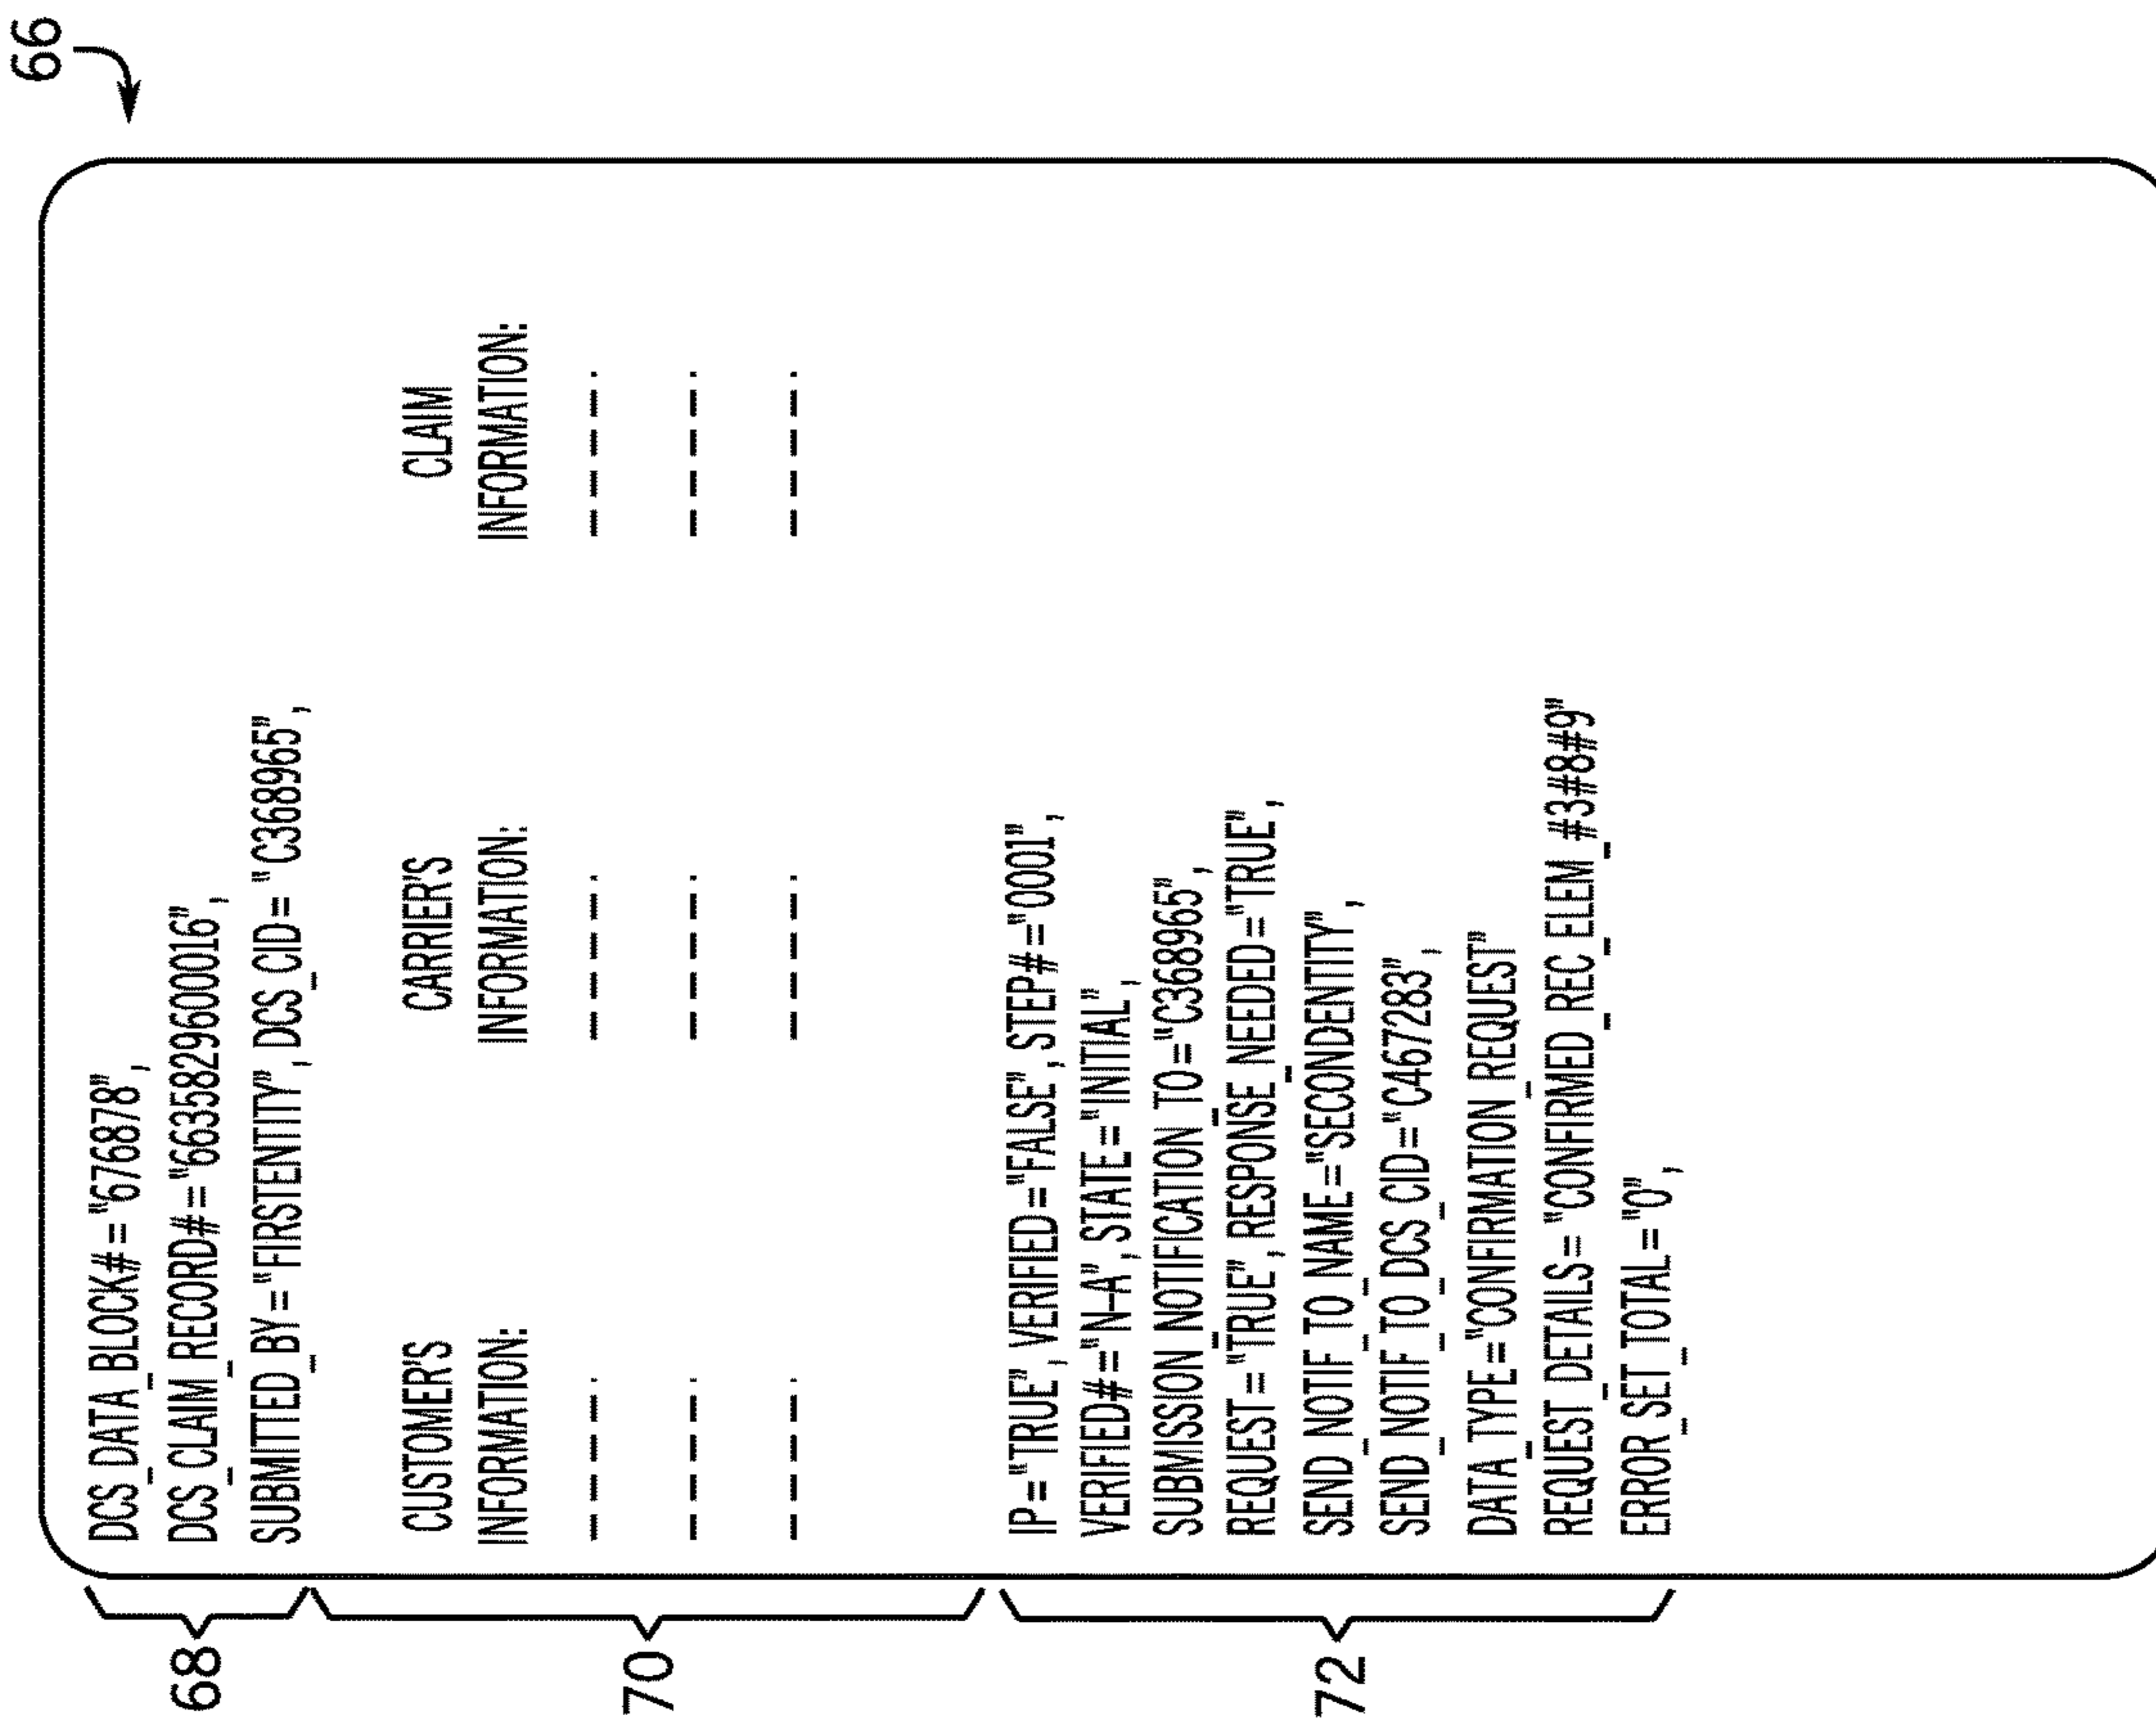 66
68
DCS_DATA_BLOCK#="676878",
DCS_CLAIM_RECORD#="6635829600016",
SUBMITTED_BY="FIRSTENTITY", DCS_CID= "C368965",
70
CUSTOMER'S CARRIER'S CLAIM
INFORMATION: INFORMATION: INFORMATION:
72
IP="TRUE", VERIFIED="FALSE", STEP#="0001",
VERIFIED#="N-A", STATE="INITIAL",
SUBMISSION_NOTIFICATION_TO="C368965",
REQUEST="TRUE", RESPONSE_NEEDED="TRUE",
SEND_NOTIF_TO_NAME="SECONDENTITY",
SEND_NOTIF_TO_DCS_CID="C467283",
DATA_TYPE="CONFIRMATION_REQUEST"
REQUEST_DETAILS="CONFIRMED_REC_ELEM_#3#8#9"
ERROR_SET_TOTAL="0",